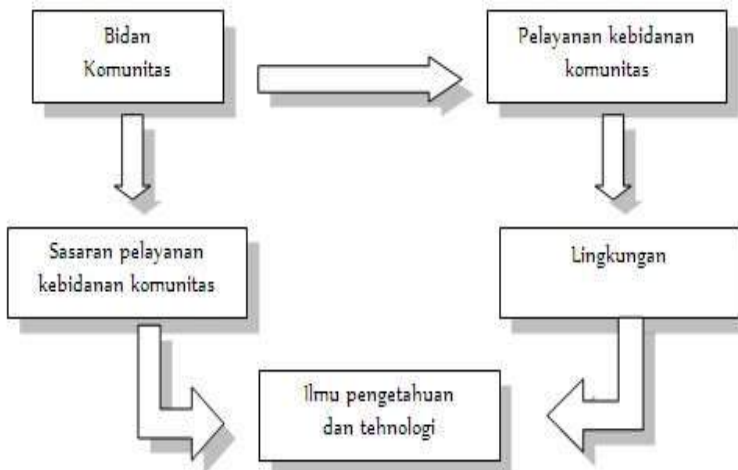 Bidan
Komunitas
Pelayanan kebidanan
komunitas
Sasaran pelayanan
kebidanan komunitas
Lingkungan
Ilmu pengetahuan
dan tehnologi